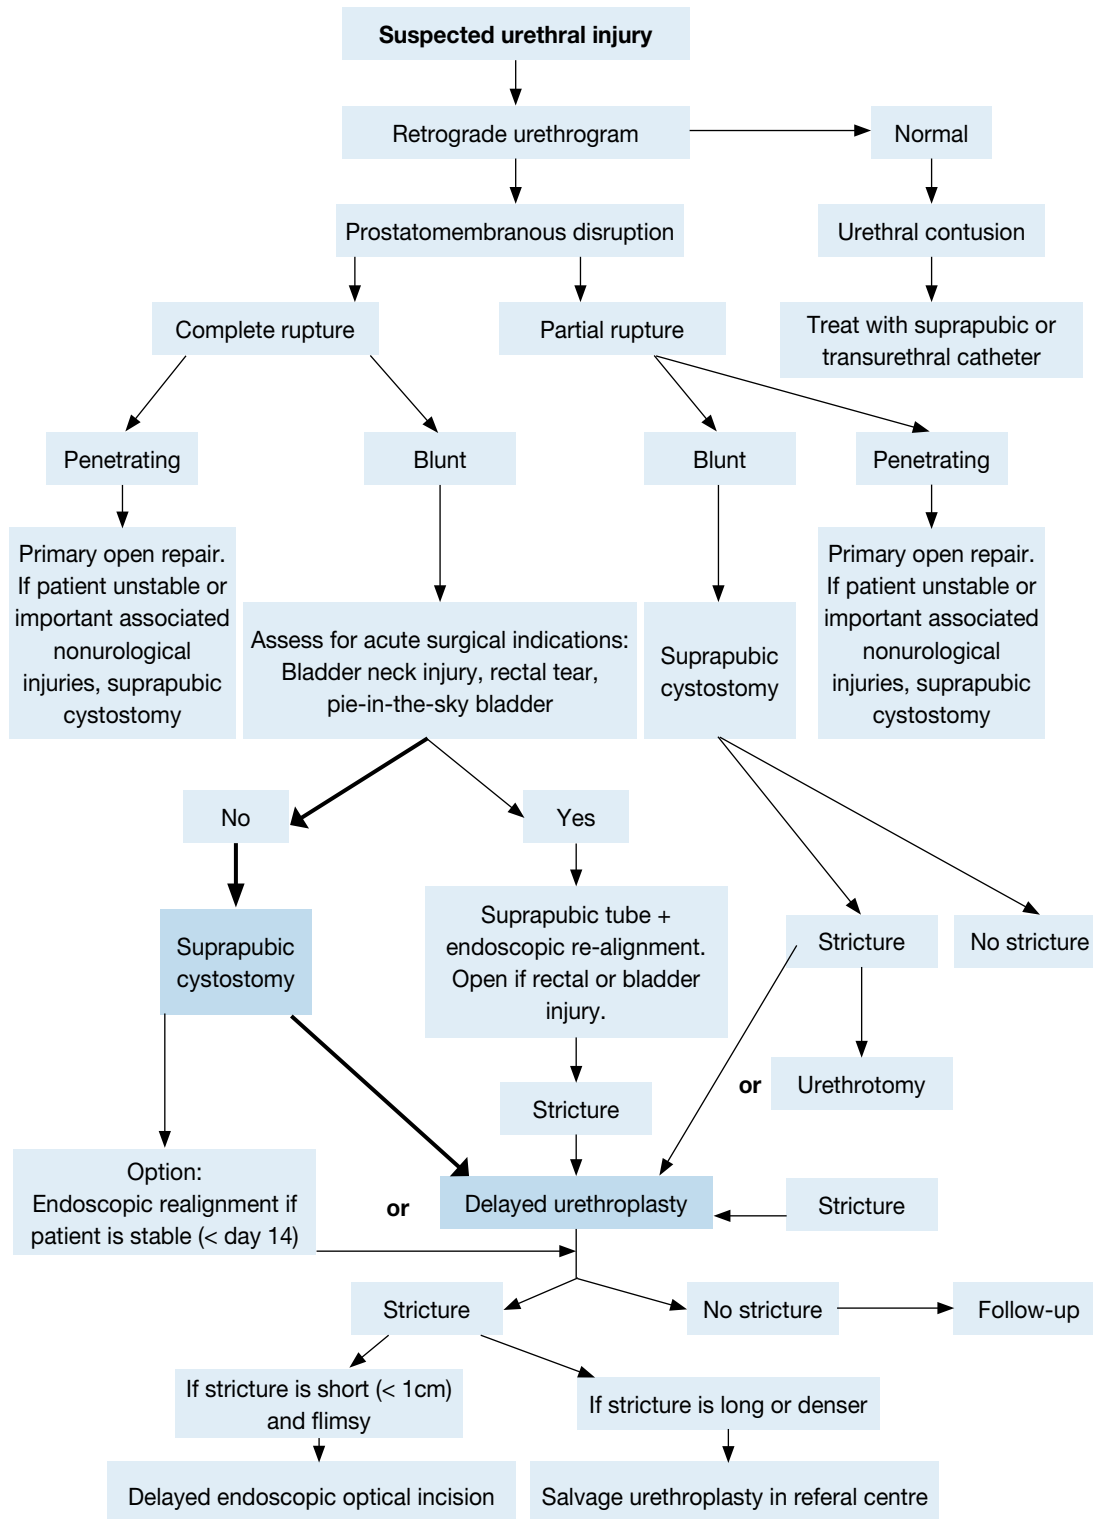 Suspected urethral injury
Retrograde urethrogram
Normal
Prostatomembranous disruption
Urethral contusion
Complete rupture
Partial rupture
Treat with suprapubic or
transurethral catheter
Penetrating
Blunt
Blunt
Penetrating
Primary open repair.
If patient unstable or
important associated
nonurological
injuries, suprapubic
cystostomy
Assess for acute surgical indications:
Bladder neck injury, rectal tear,
pie-in-the-sky bladder
Suprapubic
cystostomy
Primary open repair.
If patient unstable or
important associated
nonurological
injuries, suprapubic
cystostomy
No
Yes
Suprapubic
cystostomy
Suprapubic tube +
endoscopic re-alignment.
Open if rectal or bladder
injury.
Stricture
No stricture
or
Urethrotomy
Stricture
Option:
Endoscopic realignment if
patient is stable (< day 14)
or
Delayed urethroplasty
Stricture
Stricture
No stricture
Follow-up
If stricture is short (< 1cm)
and flimsy
If stricture is long or denser
Delayed endoscopic optical incision
Salvage urethroplasty in referal centre